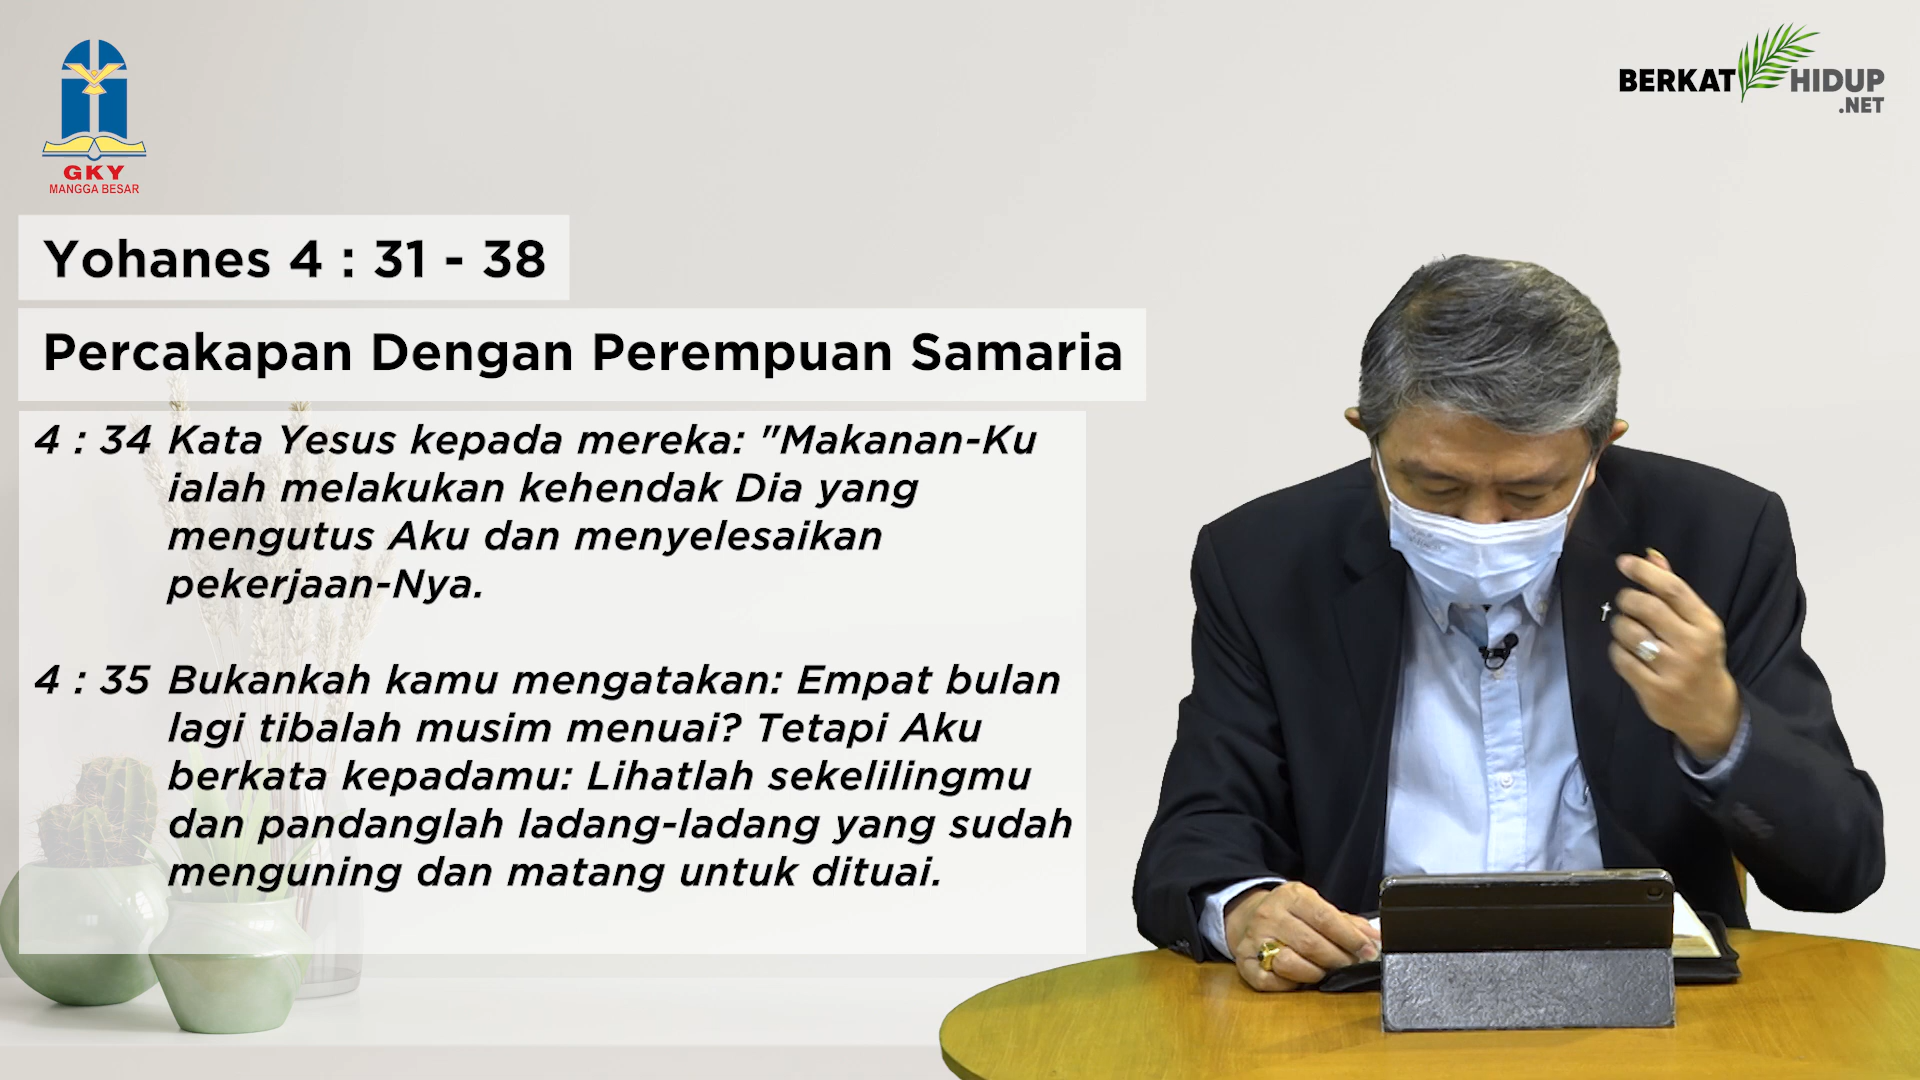 GKY
MANGGA BESAR
BERKAT HIDUP
.NET
Yohanes 4 : 31 - 38
Percakapan Dengan Perempuan Samaria
4 : 34 Kata Yesus kepada mereka: "Makanan-Ku
ialah melakukan kehendak Dia yang
mengutus Aku dan menyelesaikan
pekerjaan-Nya.
4 : 35 Bukankah kamu mengatakan: Empat bulan
lagi tibalah musim menuai? Tetapi Aku
berkata kepadamu: Lihatlah sekelilingmu
dan pandanglah ladang-ladang yang sudah
menguning dan matang untuk dituai.